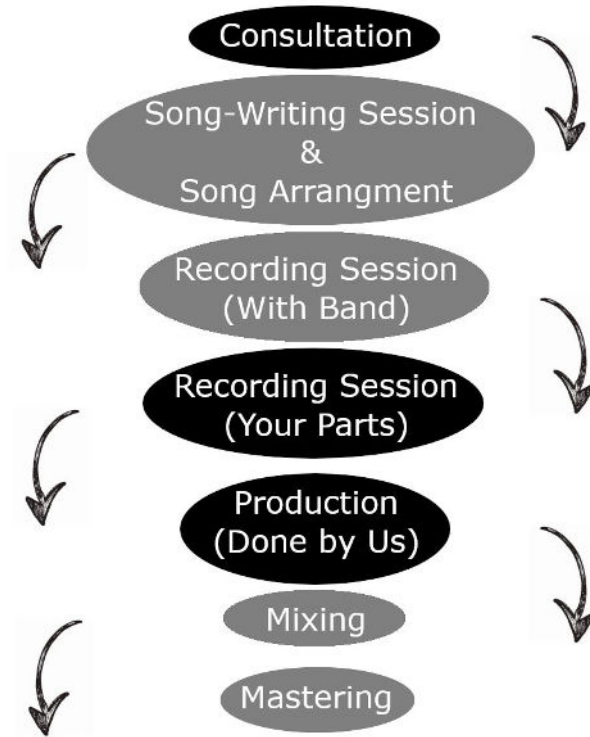 Consultation
Song-Writing Session
&
Song Arrangment
Recording Session
(With Band)
Recording Session
(Your Parts)
Production
(Done by Us)
Mixing
Mastering